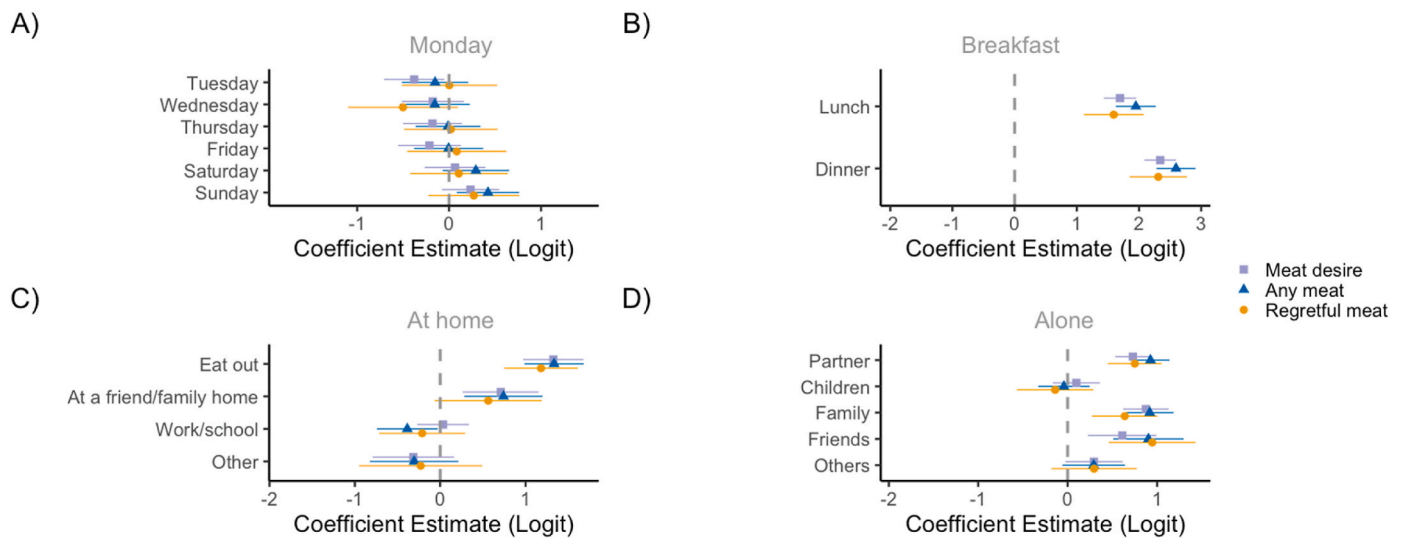 A)
Monday
Tuesday
Wednesday
Thursday
Friday
Saturday
Sunday
-1 0 1
Coefficient Estimate (Logit)
B)
Breakfast
Lunch
Dinner
-2 -1 0 1 2 3
Coefficient Estimate (Logit)
Meat desire
Any meat
Regretful meat
C)
At home
Eat out
At a friend/family home
Work/school
Other
-2 -1 0 1
Coefficient Estimate (Logit)
D)
Alone
Partner
Children
Family
Friends
Others
-2 -1 0 1
Coefficient Estimate (Logit)